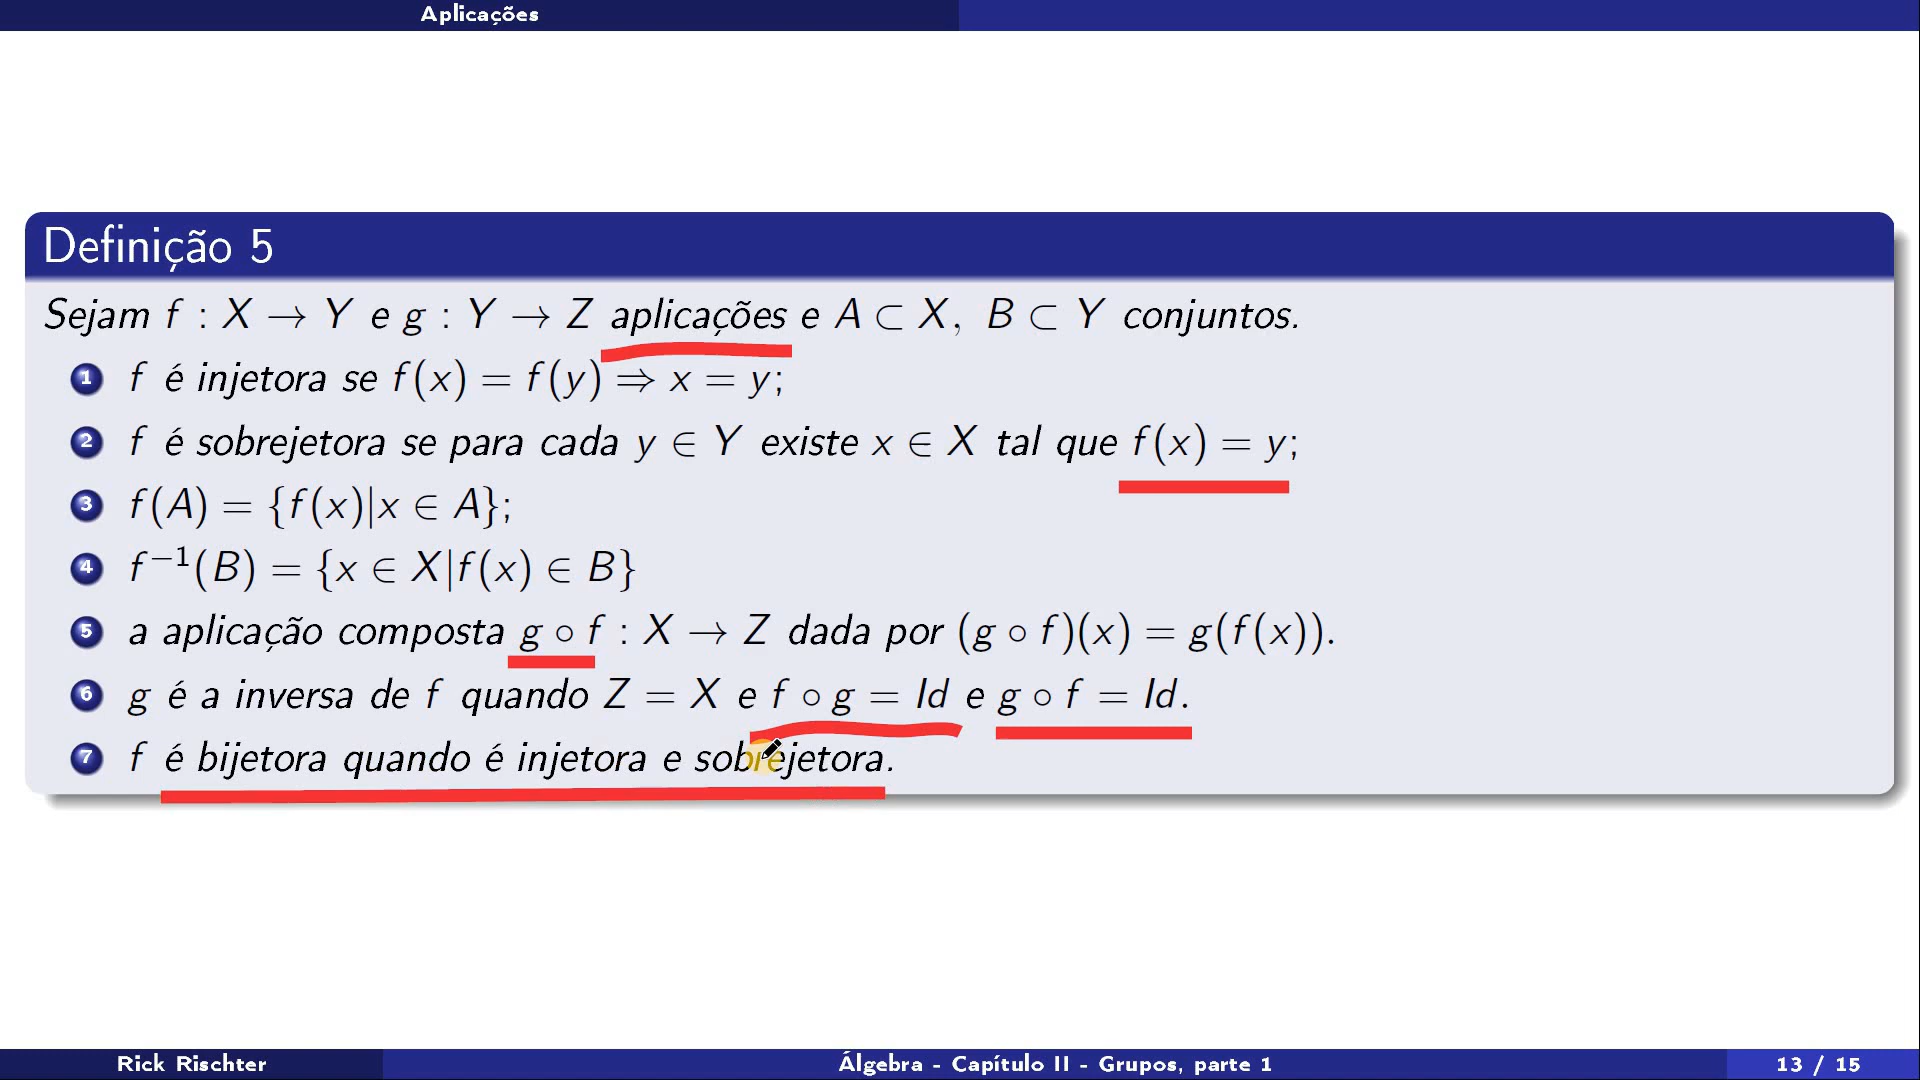 Aplicações
Definição 5
Sejam f : X → Y e g : Y → Z aplicações e A ⊂ X, B ⊂ Y conjuntos.
1 f é injetora se f(x) = f(y) ⇒ x = y;
2 f é sobrejetora se para cada y ∈ Y existe x ∈ X tal que f(x) = y;
3 f(A) = {f(x)|x ∈ A};
4 f⁻¹(B) = {x ∈ X|f(x) ∈ B}
5 a aplicação composta g ∘ f : X → Z dada por (g ∘ f)(x) = g(f(x)).
6 g é a inversa de f quando Z = X e f ∘ g = Id e g ∘ f = Id.
7 f é bijetora quando é injetora e sobrejetora.
Rick Rischter Álgebra - Capítulo II - Grupos, parte 1 13 / 15